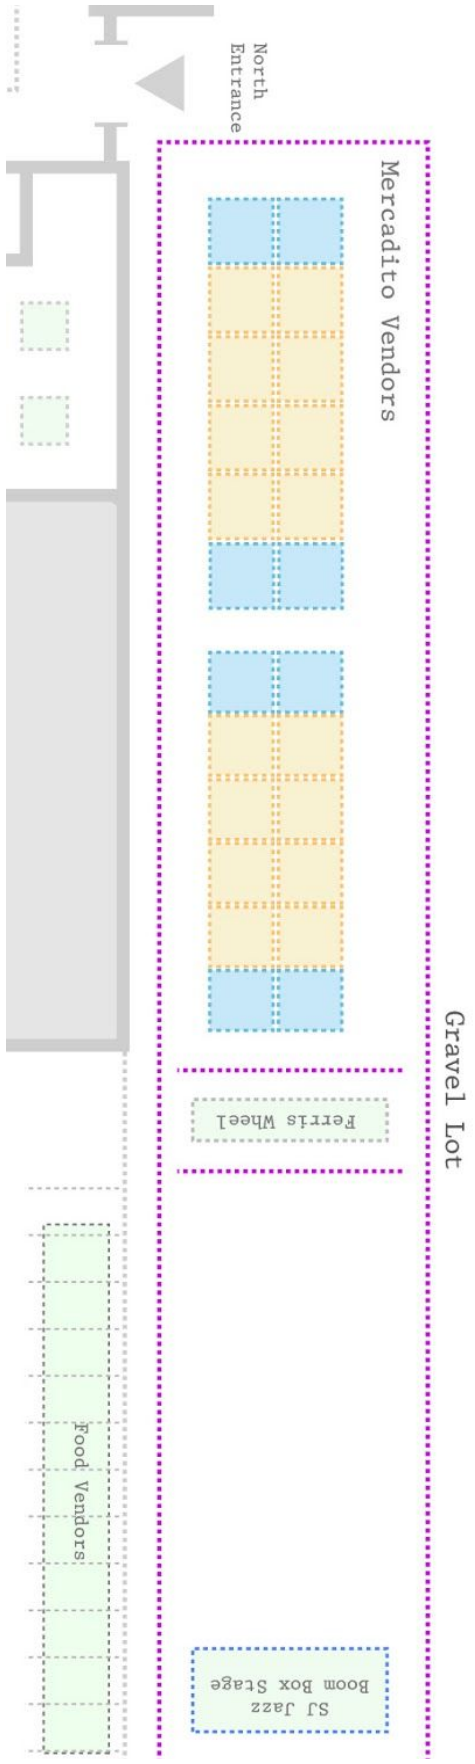 North
Entrance
Mercadito Vendors
Gravel Lot
Ferris Wheel
Food Vendors
SJ Jazz
Boom Box Stage